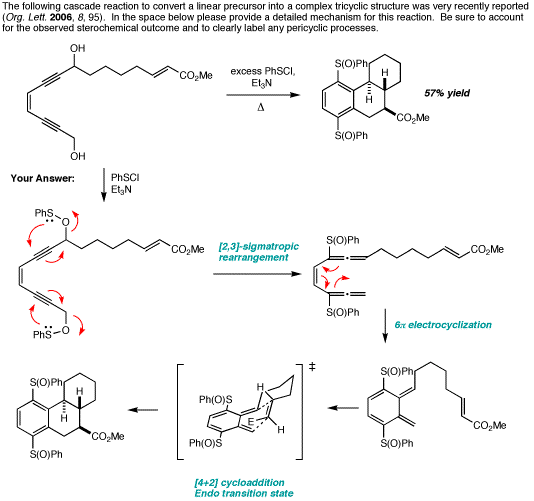 The following cascade reaction to convert a linear precursor into a complex tricyclic structure was very recently reported
(Org. Lett. 2006, 8, 95). In the space below please provide a detailed mechanism for this reaction. Be sure to account
for the observed sterochemical outcome and to clearly label any pericyclic processes.
OH
CO₂Me
OH
excess PhSCl,
Et₃N
Δ
S(O)Ph
H
H
CO₂Me
S(O)Ph
57% yield
Your Answer:
PhSCl
Et₃N
PhS
O
CO₂Me
PhS
O
[2,3]-sigmatropic
rearrangement
S(O)Ph
CO₂Me
S(O)Ph
6π electrocyclization
S(O)Ph
H
H
CO₂Me
S(O)Ph
‡
Ph(O)S
H
E
H
Ph(O)S
S(O)Ph
CO₂Me
S(O)Ph
[4+2] cycloaddition
Endo transition state